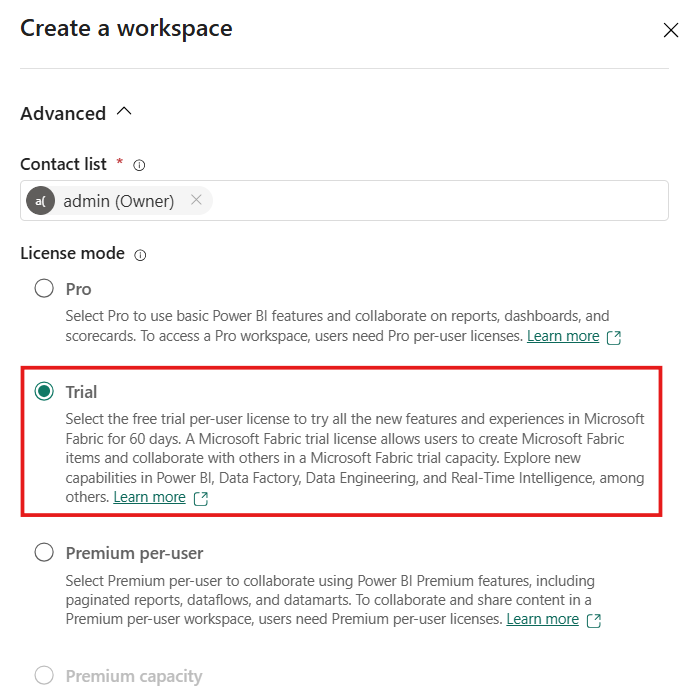 Create a workspace
Advanced
Contact list *
a( admin (Owner)
License mode
Pro
Select Pro to use basic Power BI features and collaborate on reports, dashboards, and
scorecards. To access a Pro workspace, users need Pro per-user licenses. Learn more
Trial
Select the free trial per-user license to try all the new features and experiences in Microsoft
Fabric for 60 days. A Microsoft Fabric trial license allows users to create Microsoft Fabric
items and collaborate with others in a Microsoft Fabric trial capacity. Explore new
capabilities in Power BI, Data Factory, Data Engineering, and Real-Time Intelligence, among
others. Learn more
Premium per-user
Select Premium per-user to collaborate using Power BI Premium features, including
paginated reports, dataflows, and datamarts. To collaborate and share content in a
Premium per-user workspace, users need Premium per-user licenses. Learn more
Premium capacity